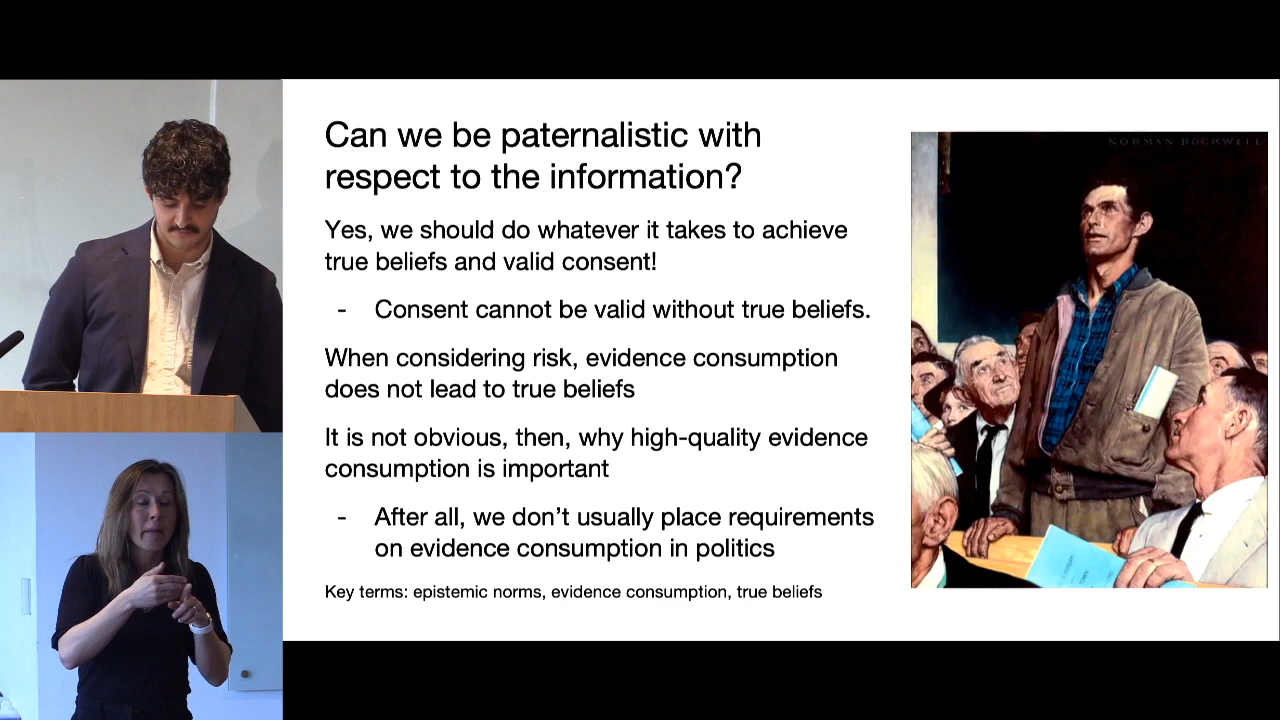 Can we be paternalistic with
respect to the information?
Yes, we should do whatever it takes to achieve
true beliefs and valid consent!
- Consent cannot be valid without true beliefs.
When considering risk, evidence consumption
does not lead to true beliefs
It is not obvious, then, why high-quality evidence
consumption is important
- After all, we don’t usually place requirements
on evidence consumption in politics
Key terms: epistemic norms, evidence consumption, true beliefs
NORMAN ROCKWELL